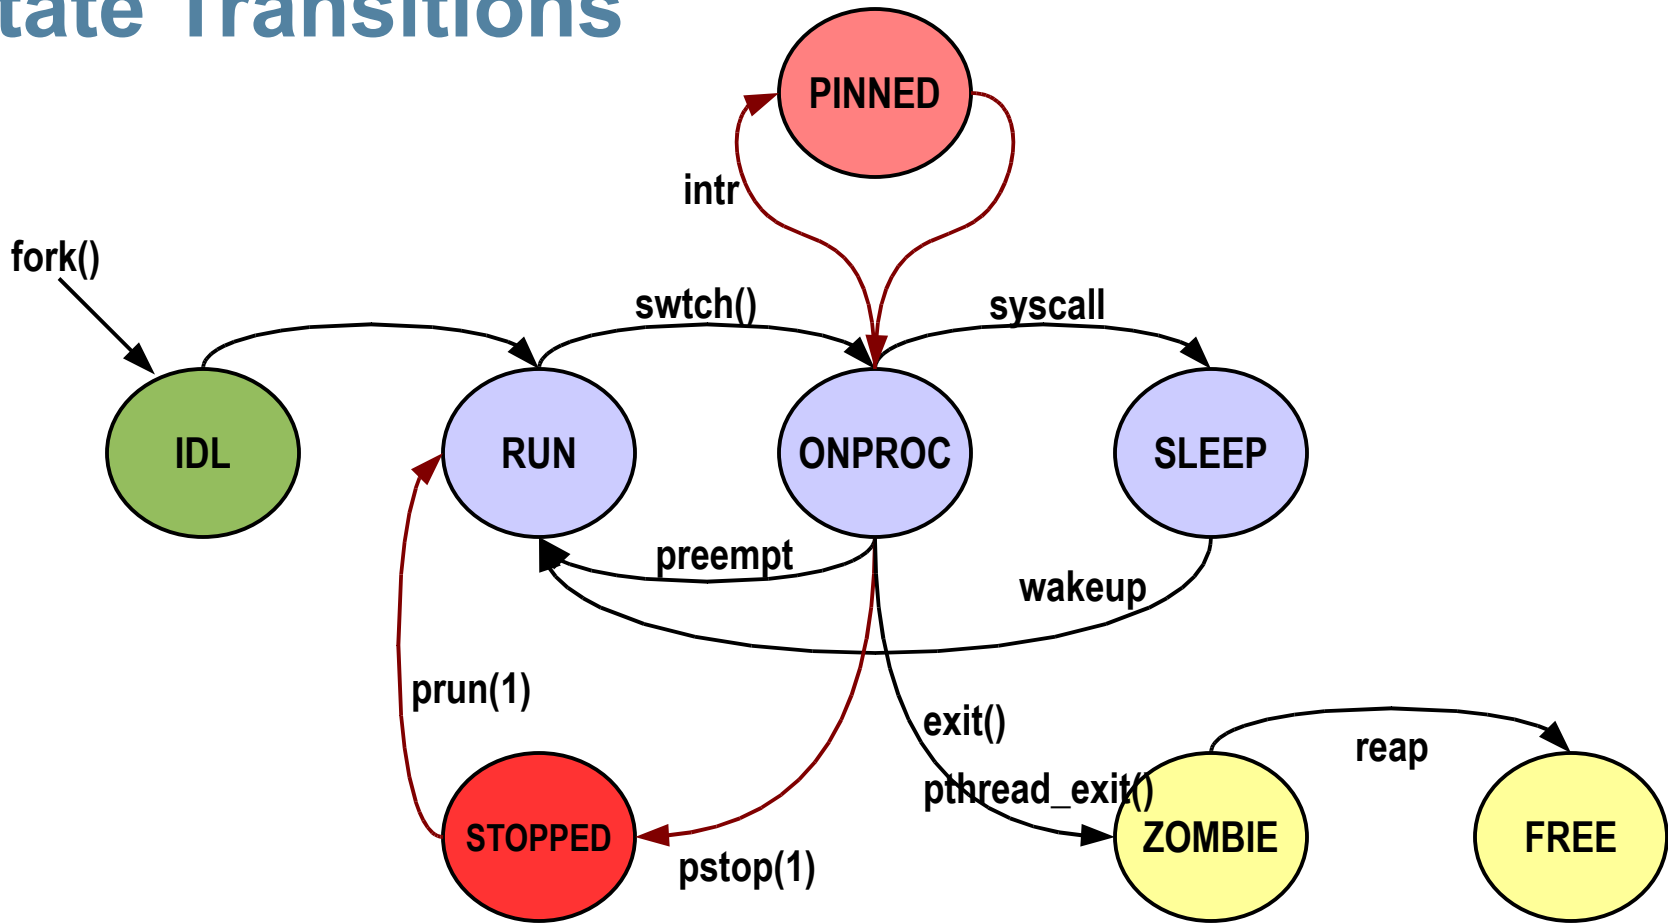 tate Transitions
PINNED
intr
fork()
swtch()
syscall
IDL
RUN
ONPROC
SLEEP
preempt
wakeup
prun(1)
exit()
reap
pthread_exit()
STOPPED
ZOMBIE
FREE
pstop(1)